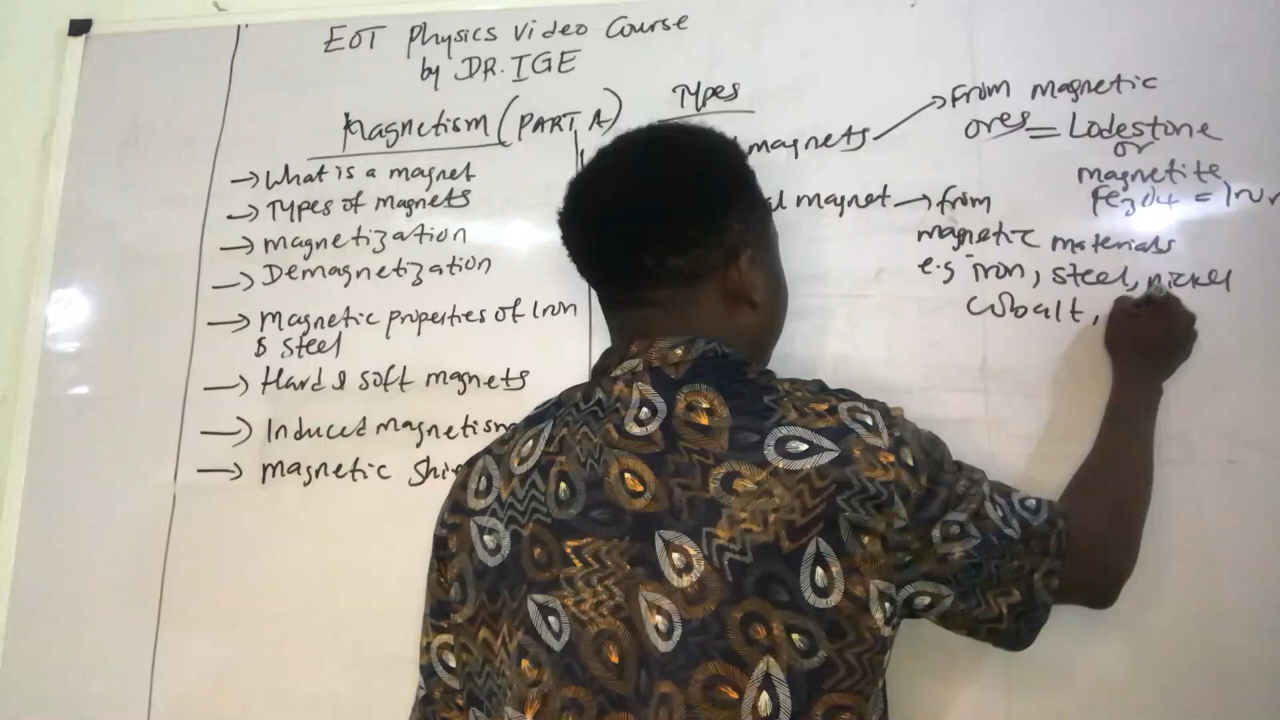 EOT Physics Video Course
by DR. IGE
Magnetism (PART A)
→ What is a magnet
→ Types of magnets
→ magnetization
→ Demagnetization
→ magnetic properties of Iron
& steel
→ Hard & soft magnets
→ Induced magnetism
→ magnetic
Types
magnets → From magnetic
ores = Lodestone
or
magnetite
Fe3O4 =
magnet → from
magnetic materials
e.g iron, steel, nickel
Cobalt,